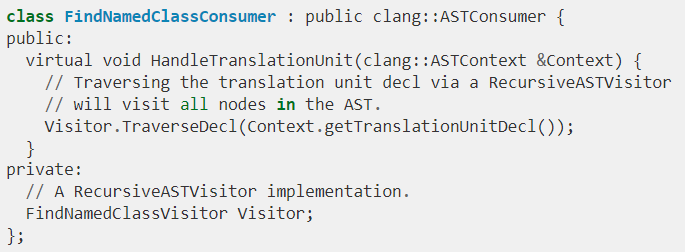 class FindNamedClassConsumer : public clang::ASTConsumer {
public:
  virtual void HandleTranslationUnit(clang::ASTContext &Context) {
    // Traversing the translation unit decl via a RecursiveASTVisitor
    // will visit all nodes in the AST.
    Visitor.TraverseDecl(Context.getTranslationUnitDecl());
  }
private:
  // A RecursiveASTVisitor implementation.
  FindNamedClassVisitor Visitor;
};